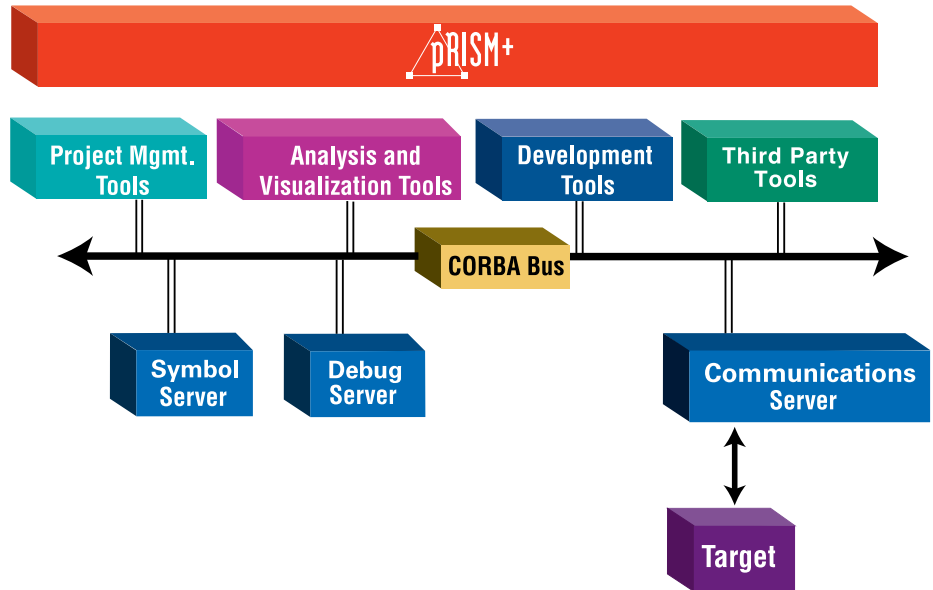 pRISM+
Project Mgmt.
Tools
Analysis and
Visualization Tools
Development
Tools
Third Party
Tools
CORBA Bus
Symbol
Server
Debug
Server
Communications
Server
Target